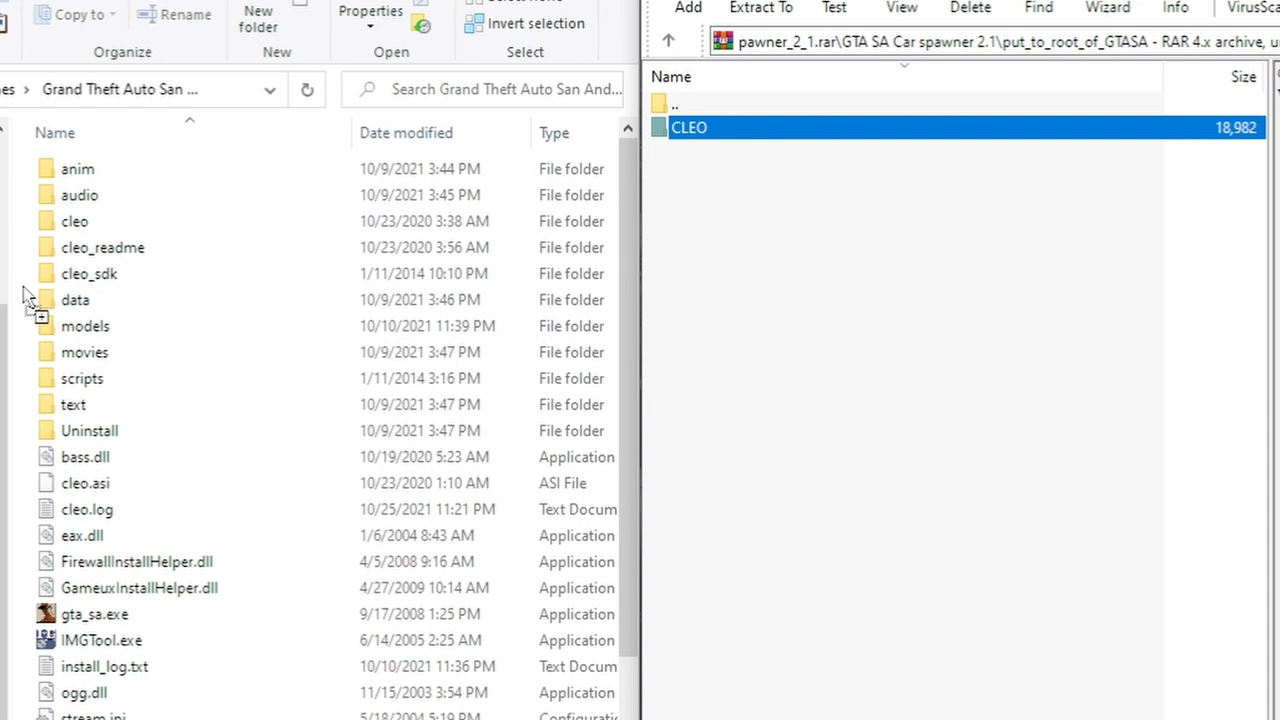 Copy to
Rename
New
folder
Properties
Invert selection
Organize
New
Open
Select
Grand Theft Auto San ...
Search Grand Theft Auto San And...
Name Date modified Type
anim 10/9/2021 3:44 PM File folder
audio 10/9/2021 3:45 PM File folder
cleo 10/23/2020 3:38 AM File folder
cleo_readme 10/23/2020 3:56 AM File folder
cleo_sdk 1/11/2014 10:10 PM File folder
data 10/9/2021 3:46 PM File folder
models 10/10/2021 11:39 PM File folder
movies 10/9/2021 3:47 PM File folder
scripts 1/11/2014 3:16 PM File folder
text 10/9/2021 3:47 PM File folder
Uninstall 10/9/2021 3:47 PM File folder
bass.dll 10/19/2020 5:23 AM Application
cleo.asi 10/23/2020 1:10 AM ASI File
cleo.log 10/25/2021 11:21 PM Text Docum
eax.dll 1/6/2004 8:43 AM Application
FirewallInstallHelper.dll 4/5/2008 9:16 AM Application
GameuxInstallHelper.dll 4/27/2009 10:14 AM Application
gta_sa.exe 9/17/2008 1:25 PM Application
IMGTool.exe 6/14/2005 2:25 AM Application
install_log.txt 10/10/2021 11:36 PM Text Docum
ogg.dll 11/15/2003 3:54 PM Application
stream.ini 5/18/2004 5:19 PM Configuratio
Add Extract To Test View Delete Find Wizard Info VirusSca
pawner_2_1.rar\GTA SA Car spawner 2.1\put_to_root_of_GTASA - RAR 4.x archive, u
Name Size
..
CLEO 18,982